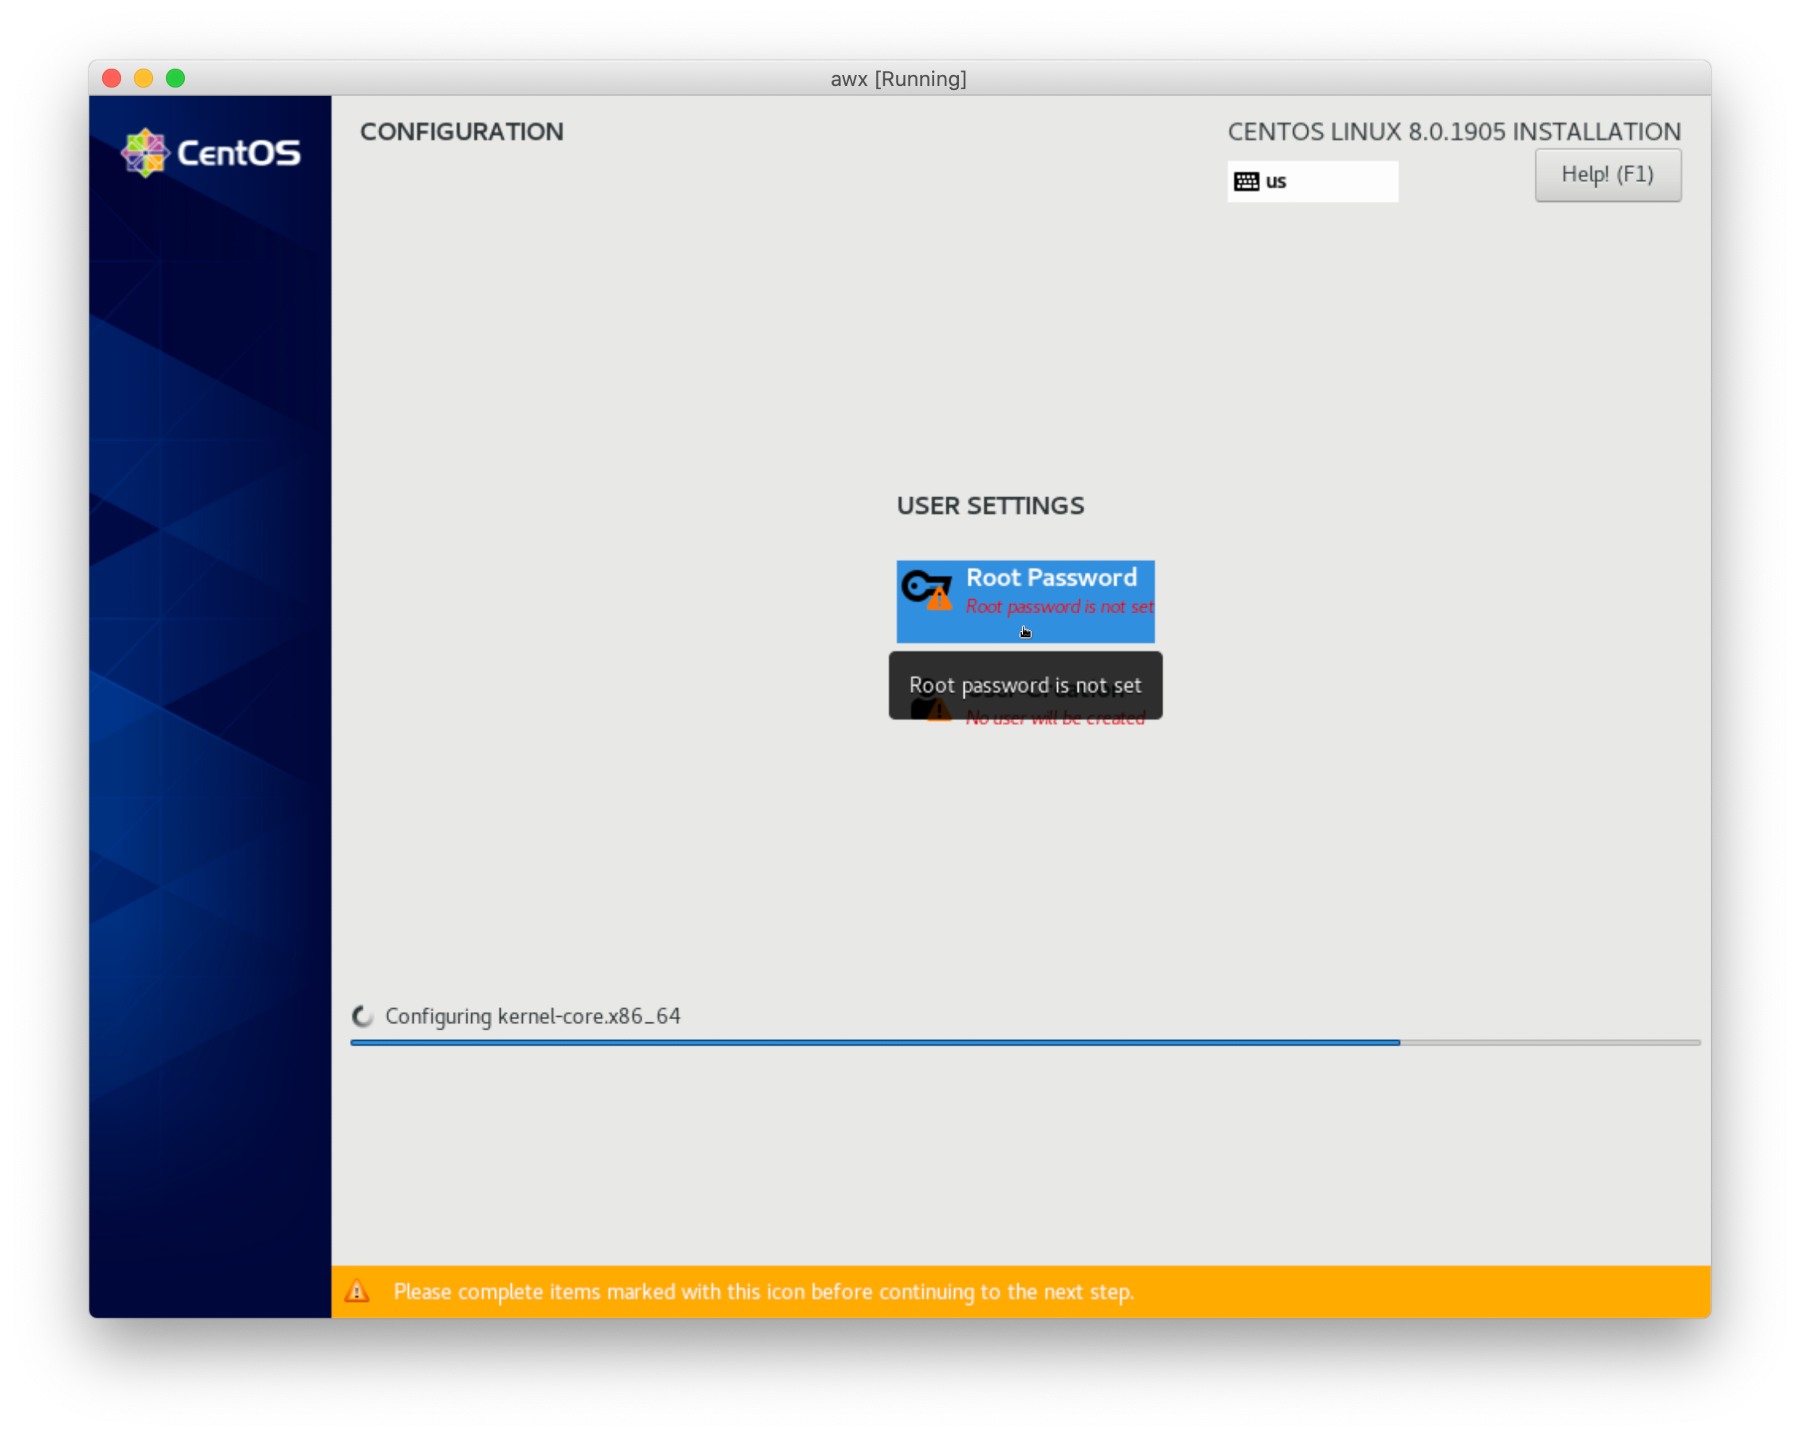 awx [Running]
CentOS
CONFIGURATION
CENTOS LINUX 8.0.1905 INSTALLATION
us
Help! (F1)
USER SETTINGS
Root Password
Root password is not set
Root password is not set
No user will be created
Configuring kernel-core.x86_64
Please complete items marked with this icon before continuing to the next step.